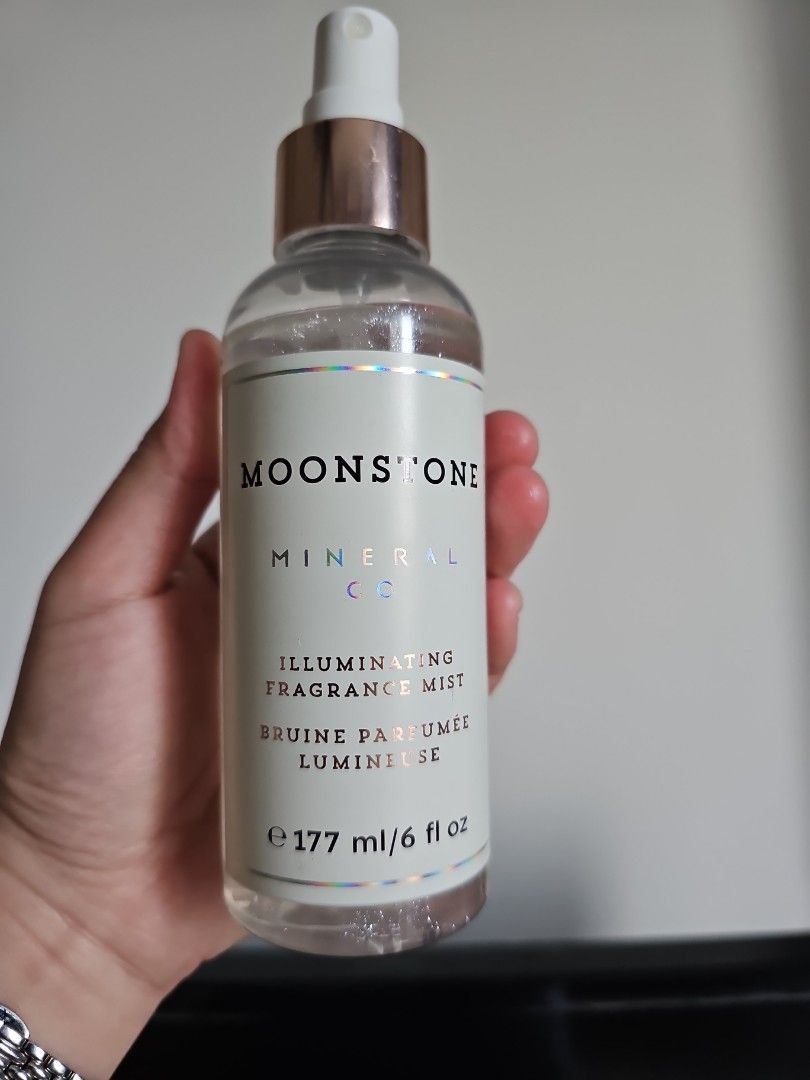 MOONSTONE
MINERAL
CO
ILLUMINATING
FRAGRANCE MIST
BRUINE PARFUMÉE
LUMINEUSE
℮ 177 ml/6 fl oz